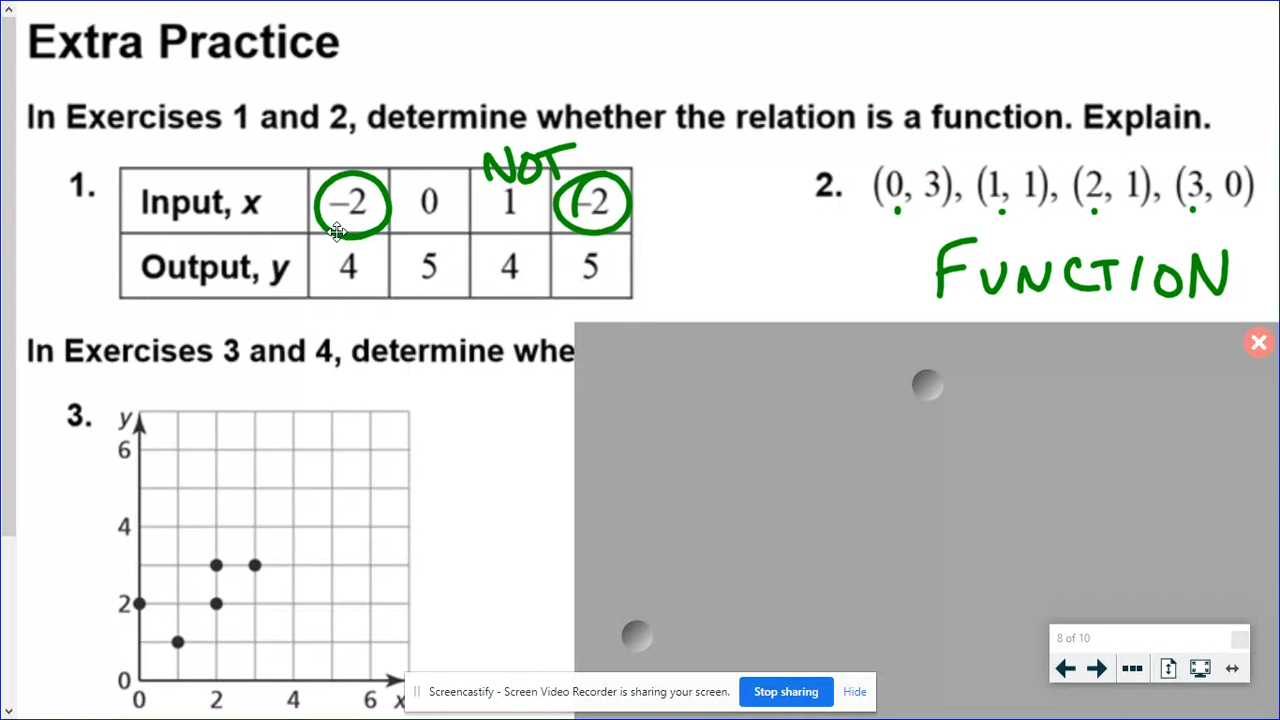 Extra Practice
In Exercises 1 and 2, determine whether the relation is a function. Explain.
NOT
1. Input, x –2 0 1 –2
Output, y 4 5 4 5
2. (0, 3), (1, 1), (2, 1), (3, 0)
FUNCTION
In Exercises 3 and 4, determine whe
3.
y
6
4
2
0
0 2 4 6 x
8 of 10
Screencastify - Screen Video Recorder is sharing your screen. Stop sharing Hide